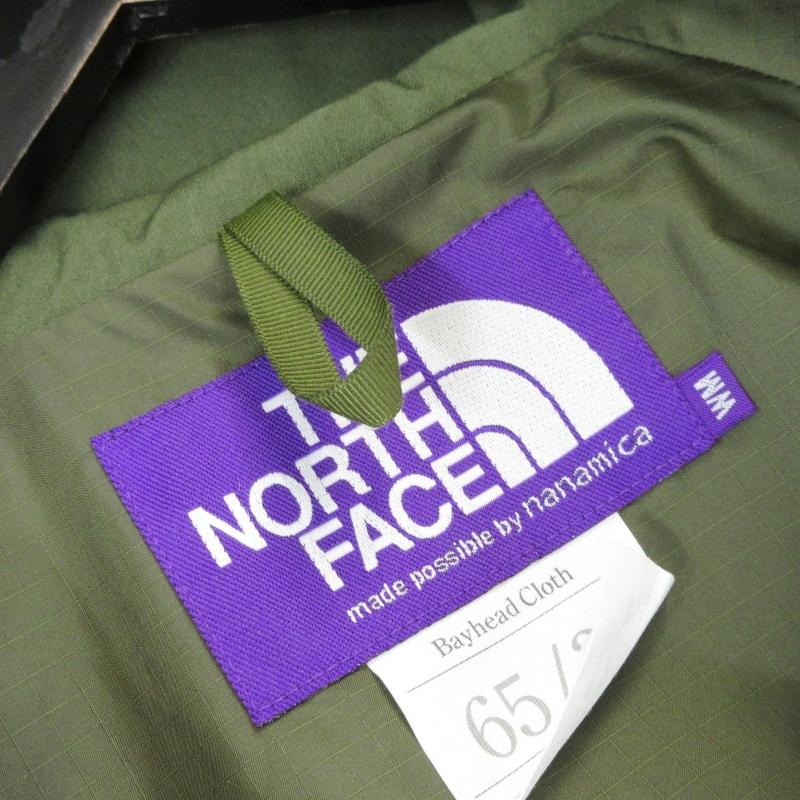 THE
NORTH
FACE
made possible by nanamica
WM
Bayhead Cloth
65/